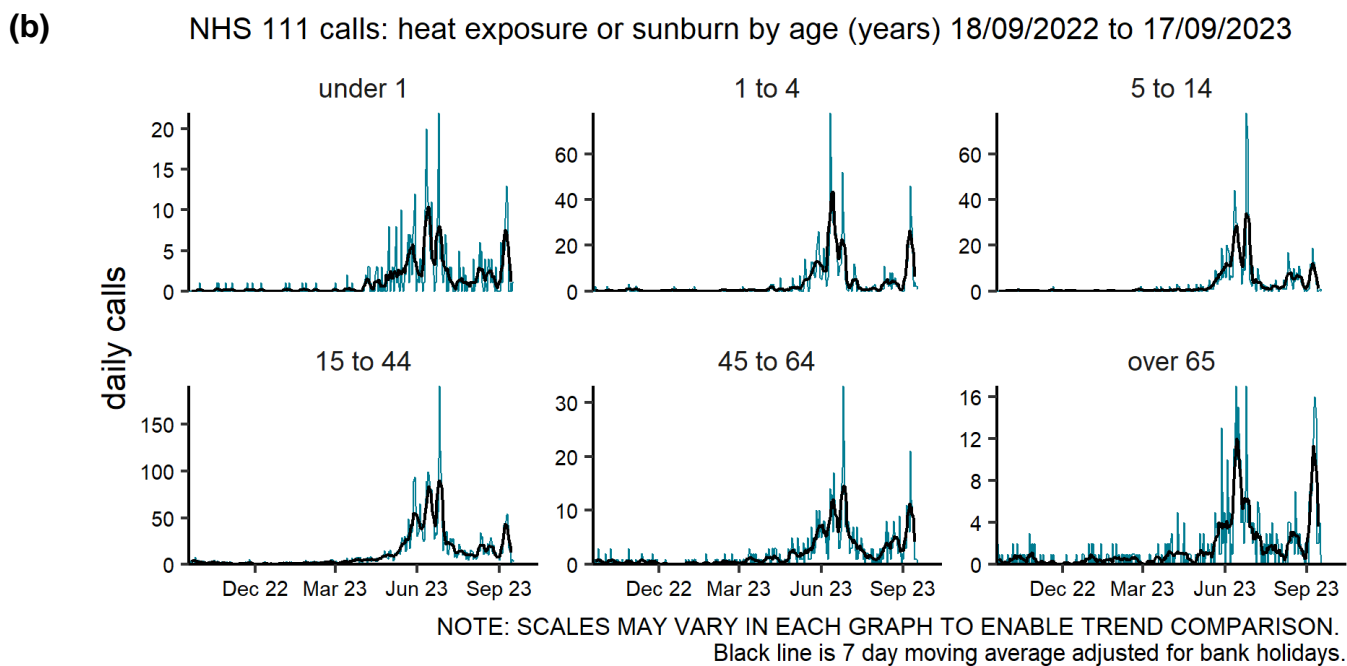 (b)
NHS 111 calls: heat exposure or sunburn by age (years) 18/09/2022 to 17/09/2023
daily calls
under 1
20
15
10
5
0
1 to 4
60
40
20
0
5 to 14
60
40
20
0
15 to 44
150
100
50
0
Dec 22 Mar 23 Jun 23 Sep 23
45 to 64
30
20
10
0
Dec 22 Mar 23 Jun 23 Sep 23
over 65
16
12
8
4
0
Dec 22 Mar 23 Jun 23 Sep 23
NOTE: SCALES MAY VARY IN EACH GRAPH TO ENABLE TREND COMPARISON.
Black line is 7 day moving average adjusted for bank holidays.